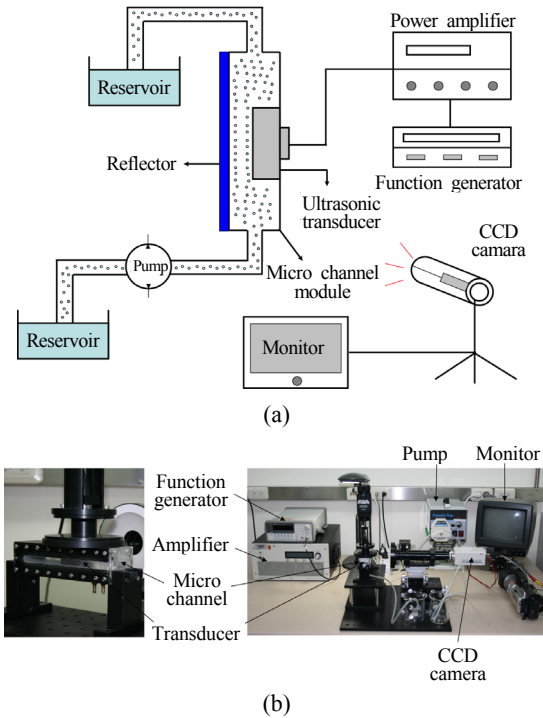 Power amplifier
Reservoir
Reflector
Function generator
Ultrasonic
transducer
CCD
camara
Pump
Micro channel
module
Reservoir
Monitor
(a)
Pump Monitor
Function
generator
Amplifier
Micro
channel
Transducer
CCD
camera
(b)